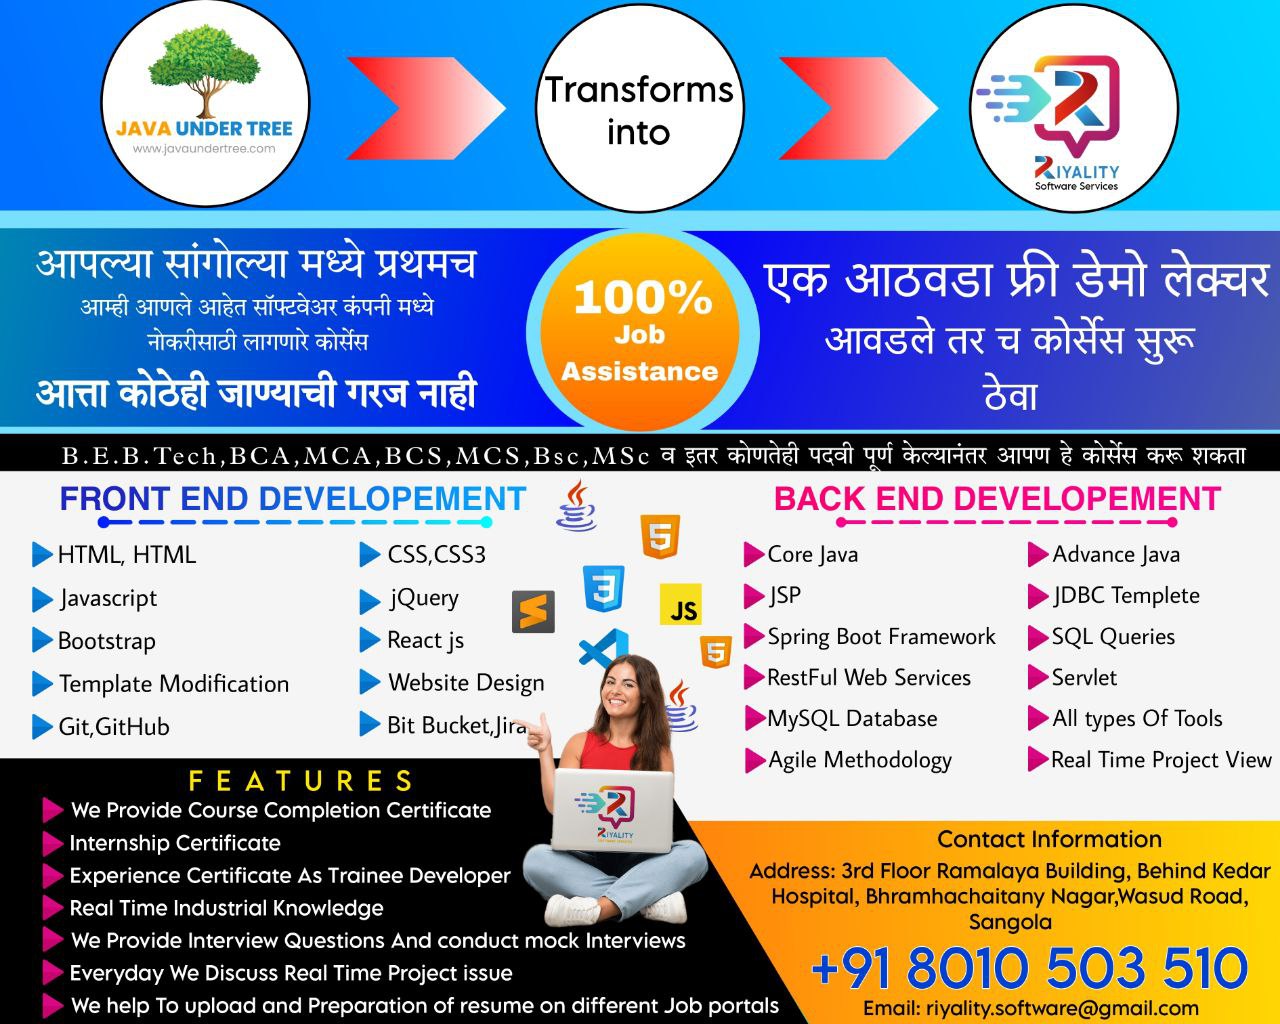 JAVA UNDER TREE
www.javaundertree.com
Transforms
into
RIYALITY
Software Services
आपल्या सांगोल्या मध्ये प्रथमच
आम्ही आणले आहेत सॉफ्टवेअर कंपनी मध्ये
नोकरीसाठी लागणारे कोर्सेस
आत्ता कोठेही जाण्याची गरज नाही
100%
Job
Assistance
एक आठवडा फ्री डेमो लेक्चर
आवडले तर च कोर्सेस सुरू
ठेवा
B.E.B.Tech,BCA,MCA,BCS,MCS,Bsc,MSc व इतर कोणतेही पदवी पूर्ण केल्यानंतर आपण हे कोर्सेस करू शकता
FRONT END DEVELOPEMENT
HTML, HTML
CSS,CSS3
Javascript
jQuery
Bootstrap
React js
Template Modification
Website Design
Git,GitHub
Bit Bucket,Jira
5
3
JS
5
BACK END DEVELOPEMENT
Core Java
Advance Java
JSP
JDBC Templete
Spring Boot Framework
SQL Queries
RestFul Web Services
Servlet
MySQL Database
All types Of Tools
Agile Methodology
Real Time Project View
FEATURES
We Provide Course Completion Certificate
Internship Certificate
Experience Certificate As Trainee Developer
Real Time Industrial Knowledge
We Provide Interview Questions And conduct mock Interviews
Everyday We Discuss Real Time Project issue
We help To upload and Preparation of resume on different Job portals
RIYALITY
Contact Information
Address: 3rd Floor Ramalaya Building, Behind Kedar
Hospital, Bhramhachaitany Nagar,Wasud Road,
Sangola
+91 8010 503 510
Email: riyality.software@gmail.com